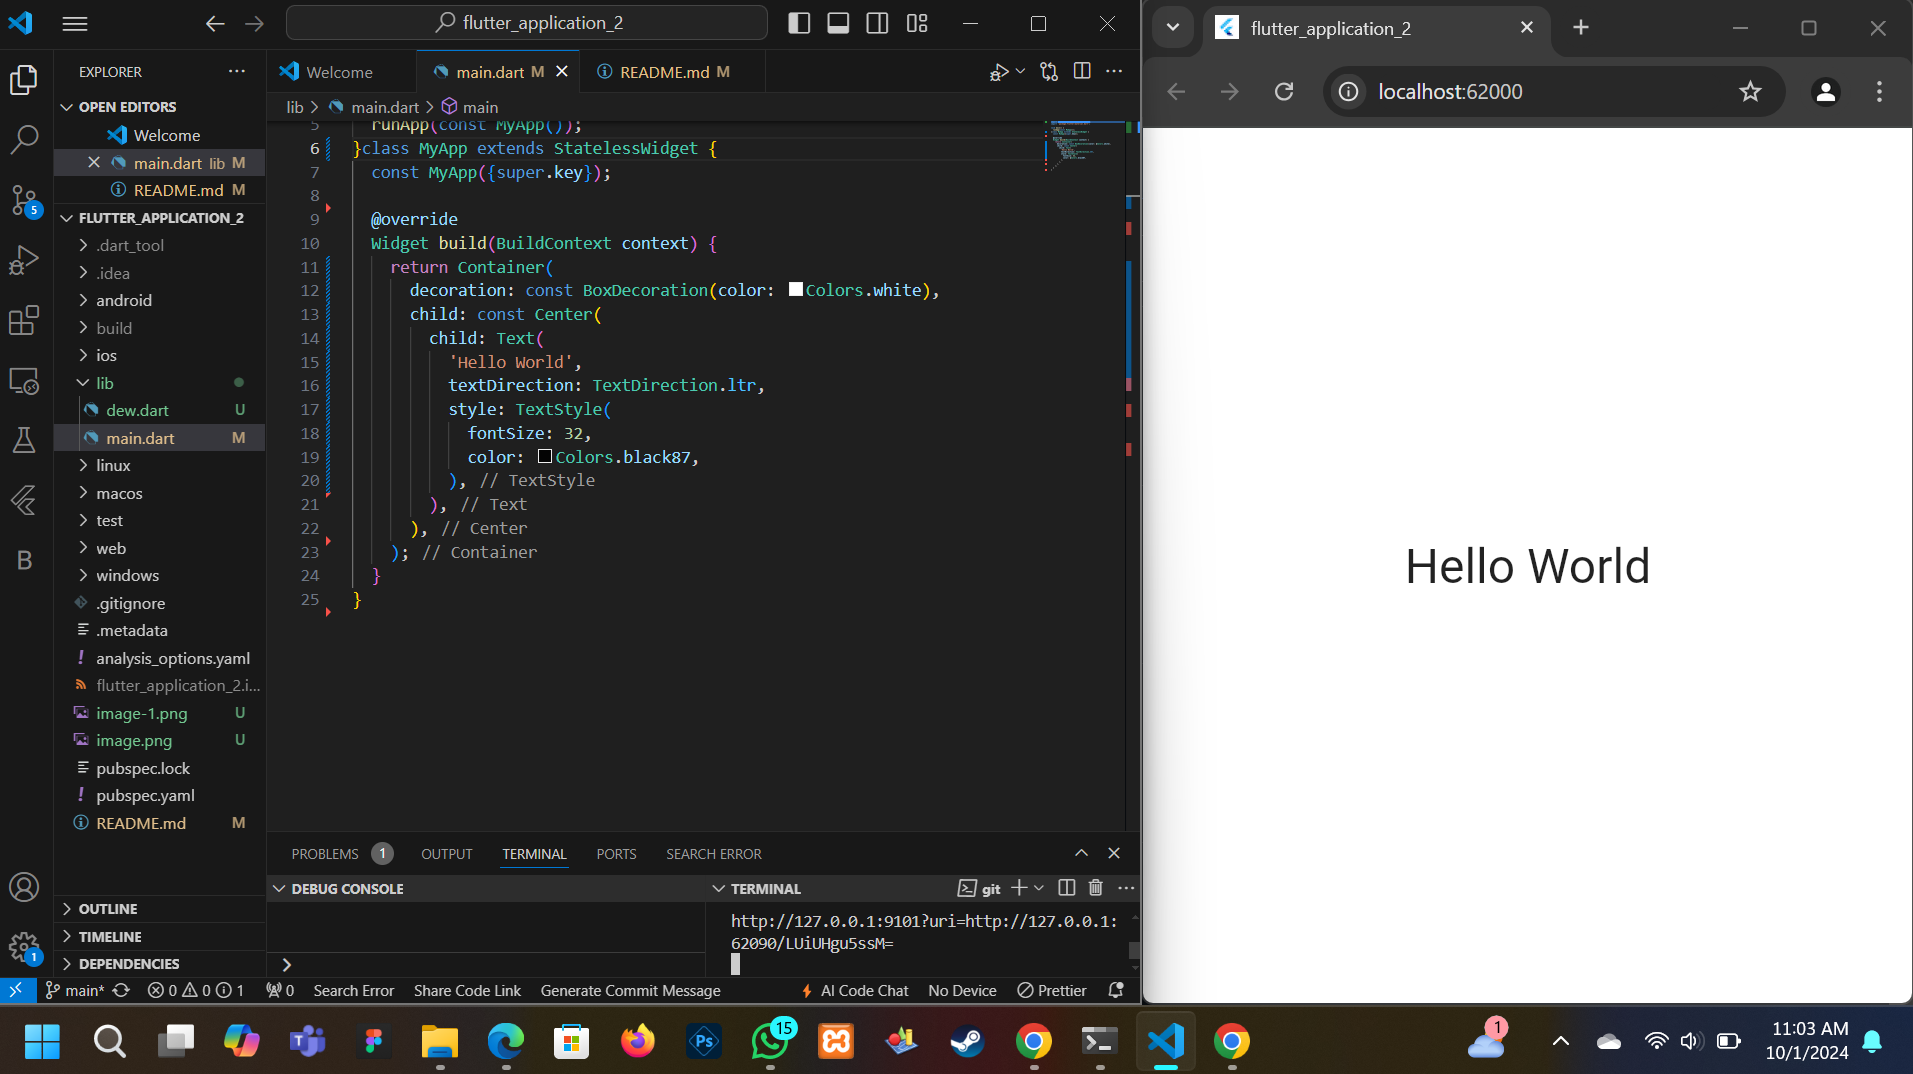 flutter_application_2
EXPLORER
OPEN EDITORS
Welcome
main.dart lib M
README.md M
FLUTTER_APPLICATION_2
.dart_tool
.idea
android
build
ios
lib
dew.dart U
main.dart M
linux
macos
test
web
windows
.gitignore
.metadata
analysis_options.yaml
flutter_application_2.i...
image-1.png U
image.png U
pubspec.lock
pubspec.yaml
README.md M
OUTLINE
TIMELINE
DEPENDENCIES
5
B
1
Welcome
main.dart M
README.md M
lib > main.dart > main
5 runApp(const MyApp());
6 }class MyApp extends StatelessWidget {
7 const MyApp({super.key});
8
9 @override
10 Widget build(BuildContext context) {
11 return Container(
12 decoration: const BoxDecoration(color: Colors.white),
13 child: const Center(
14 child: Text(
15 'Hello World',
16 textDirection: TextDirection.ltr,
17 style: TextStyle(
18 fontSize: 32,
19 color: Colors.black87,
20 ), // TextStyle
21 ), // Text
22 ), // Center
23 ); // Container
24 }
25 }
PROBLEMS 1 OUTPUT TERMINAL PORTS SEARCH ERROR
DEBUG CONSOLE
TERMINAL
git
http://127.0.0.1:9101?uri=http://127.0.0.1:
62090/LUiUHgu5ssM=
main* 0 0 1 0 Search Error Share Code Link Generate Commit Message AI Code Chat No Device Prettier
flutter_application_2
localhost:62000
Hello World
Ps
15
1
11:03 AM
10/1/2024